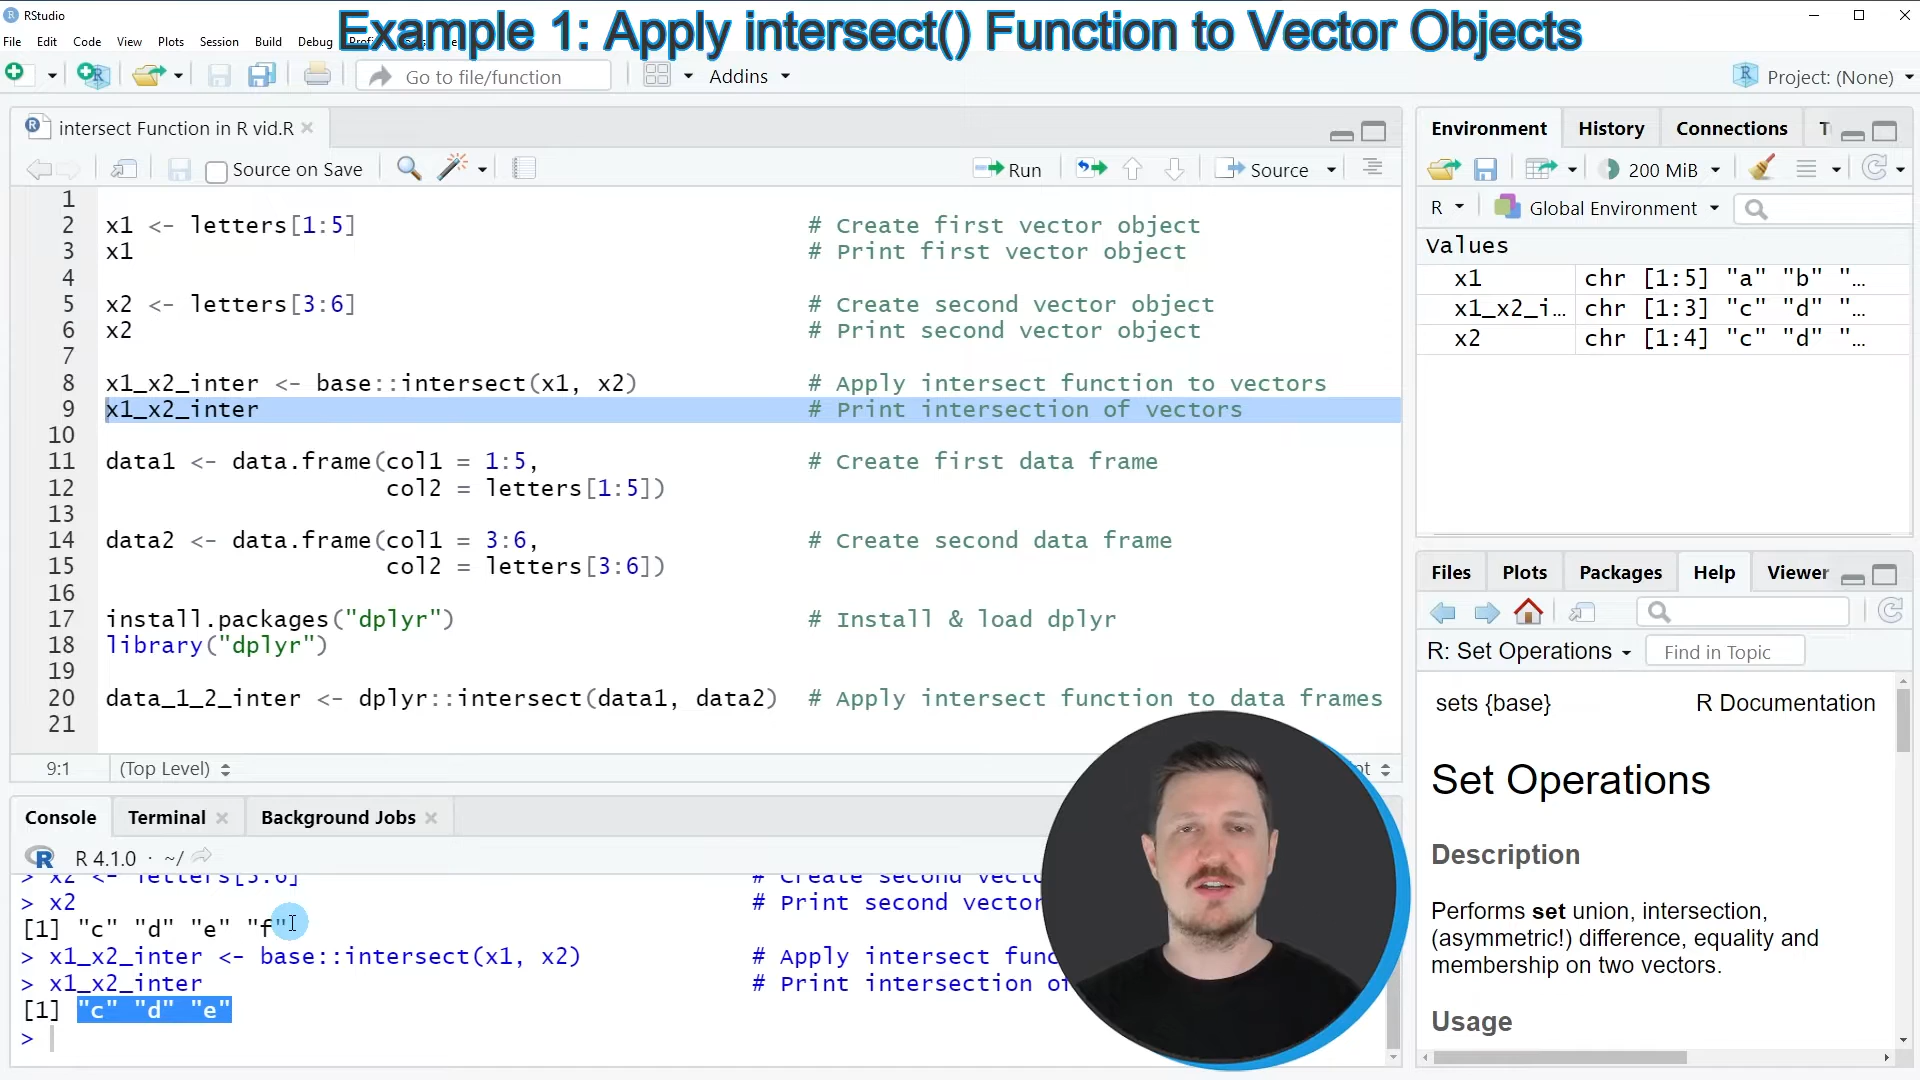 RStudio
Example 1: Apply intersect() Function to Vector Objects
File Edit Code View Plots Session Build Debug
Go to file/function
Addins
Project: (None)
intersect Function in R vid.R
Source on Save
Run
Source
1
2 x1 <- letters[1:5] # Create first vector object
3 x1 # Print first vector object
4
5 x2 <- letters[3:6] # Create second vector object
6 x2 # Print second vector object
7
8 x1_x2_inter <- base::intersect(x1, x2) # Apply intersect function to vectors
9 x1_x2_inter # Print intersection of vectors
10
11 data1 <- data.frame(col1 = 1:5, # Create first data frame
12 col2 = letters[1:5])
13
14 data2 <- data.frame(col1 = 3:6, # Create second data frame
15 col2 = letters[3:6])
16
17 install.packages("dplyr") # Install & load dplyr
18 library("dplyr")
19
20 data_1_2_inter <- dplyr::intersect(data1, data2) # Apply intersect function to data frames
21
9:1 (Top Level)
Console Terminal Background Jobs
R 4.1.0 · ~/
> x2 <- letters[3:6] # Create second vect
> x2 # Print second vector
[1] "c" "d" "e" "f"
> x1_x2_inter <- base::intersect(x1, x2) # Apply intersect func
> x1_x2_inter # Print intersection o
[1] "c" "d" "e"
>
Environment History Connections
200 MiB
R Global Environment
Values
x1 chr [1:5] "a" "b" "…
x1_x2_i… chr [1:3] "c" "d" "…
x2 chr [1:4] "c" "d" "…
Files Plots Packages Help Viewer
R: Set Operations Find in Topic
sets {base} R Documentation
Set Operations
Description
Performs set union, intersection,
(asymmetric!) difference, equality and
membership on two vectors.
Usage